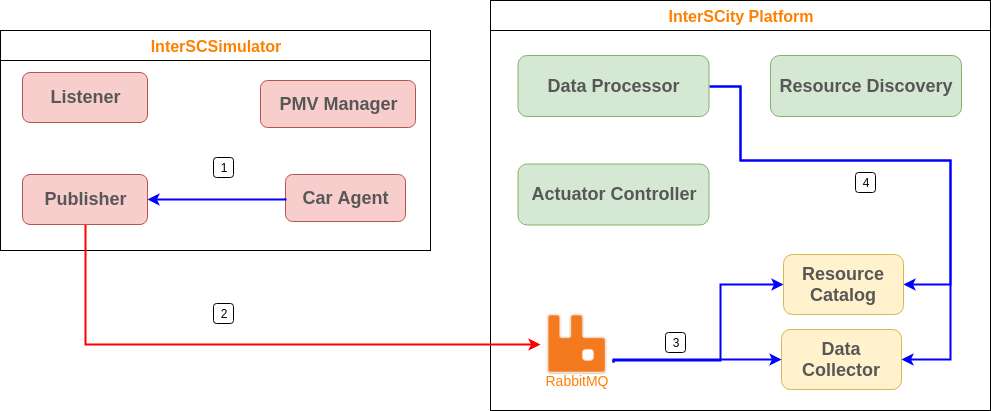 InterSCSimulator
Listener
PMV Manager
1
Publisher
Car Agent
2
InterSCity Platform
Data Processor
Resource Discovery
4
Actuator Controller
Resource
Catalog
3
Data
Collector
RabbitMQ